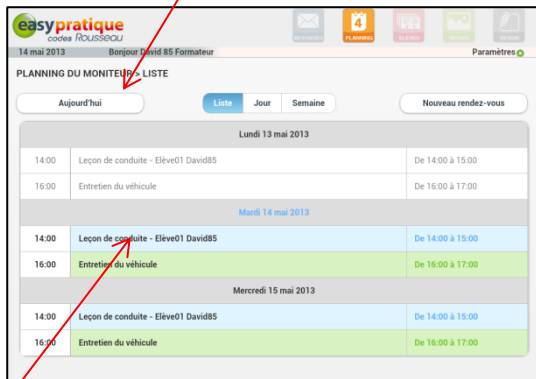 easypratique
codes Rousseau
4
PLANNING
14 mai 2013 Bonjour David 85 Formateur Paramètres
PLANNING DU MONITEUR > LISTE
Aujourd'hui Liste Jour Semaine Nouveau rendez-vous
Lundi 13 mai 2013
14:00 Leçon de conduite - Elève01 David85 De 14:00 à 15:00
16:00 Entretien du véhicule De 16:00 à 17:00
Mardi 14 mai 2013
14:00 Leçon de conduite - Elève01 David85 De 14:00 à 15:00
16:00 Entretien du véhicule De 16:00 à 17:00
Mercredi 15 mai 2013
14:00 Leçon de conduite - Elève01 David85 De 14:00 à 15:00
16:00 Entretien du véhicule De 16:00 à 17:00